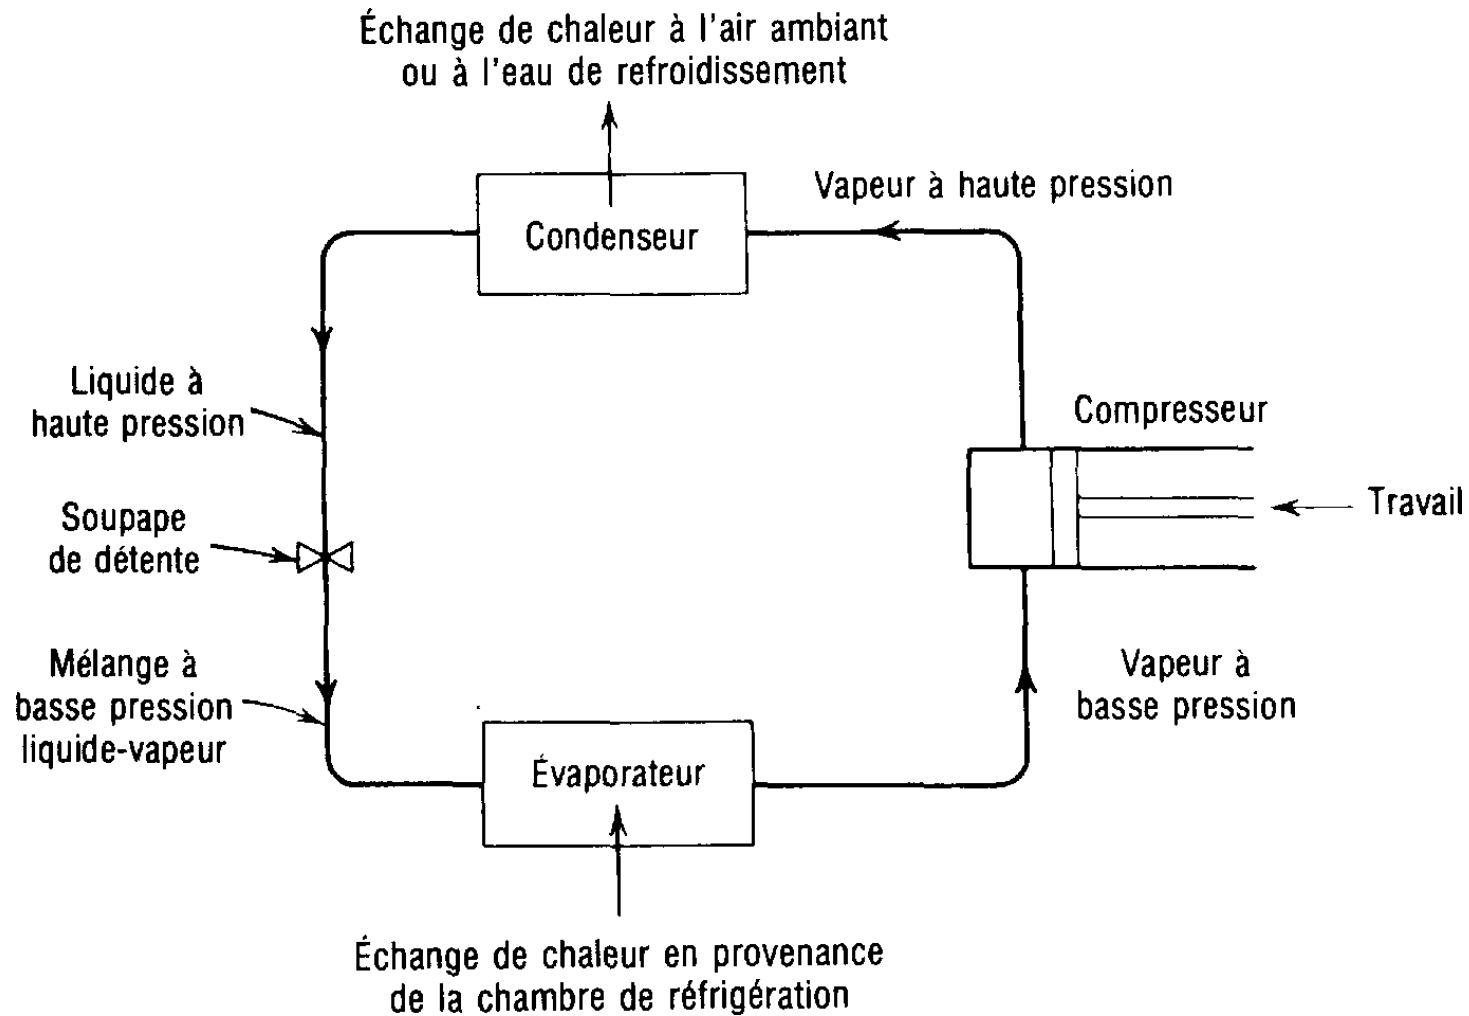 Échange de chaleur à l'air ambiant
ou à l'eau de refroidissement
Condenseur
Vapeur à haute pression
Liquide à
haute pression
Compresseur
Travail
Soupape
de détente
Mélange à
basse pression
liquide-vapeur
Vapeur à
basse pression
Évaporateur
Échange de chaleur en provenance
de la chambre de réfrigération